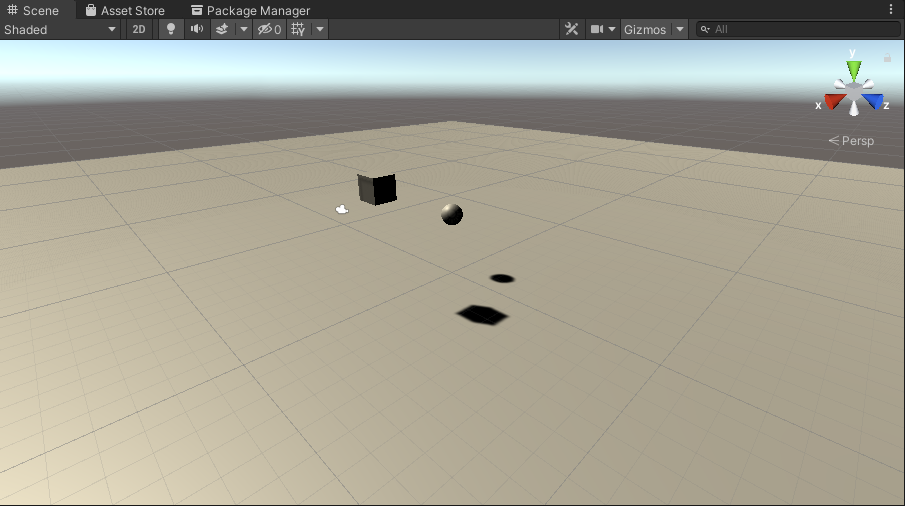 Scene Asset Store Package Manager
Shaded 2D 0 Gizmos All
y
x z
Persp